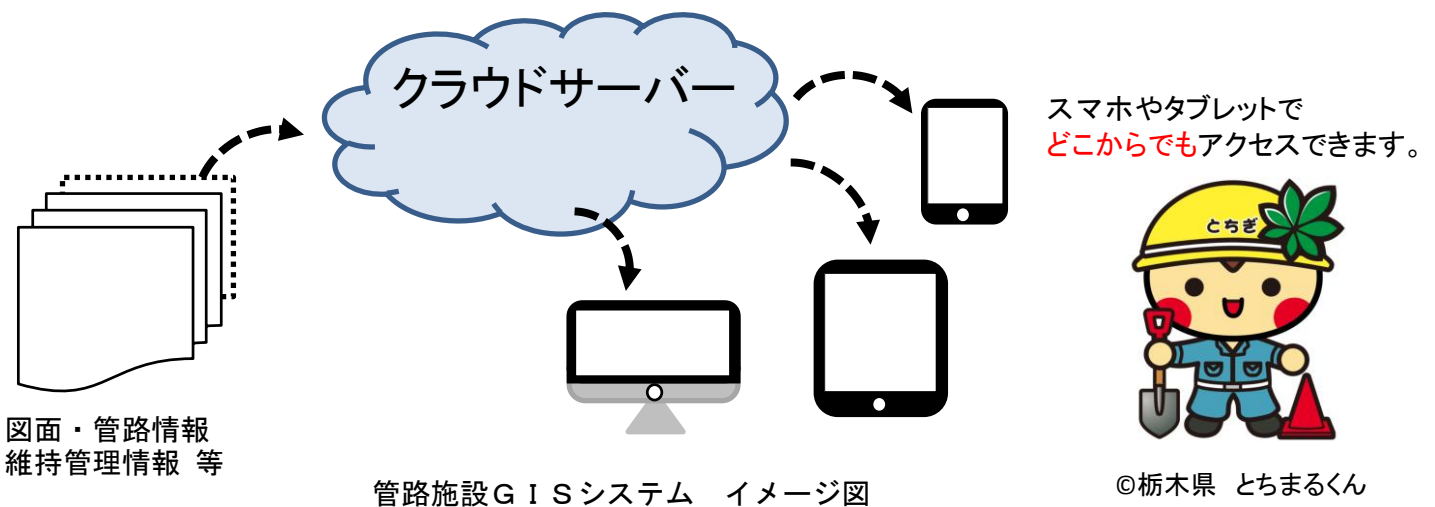 クラウドサーバー
スマホやタブレットで
どこからでもアクセスできます。
とちぎ
図面・管路情報
維持管理情報 等
管路施設ＧＩＳシステム　イメージ図
©栃木県　とちまるくん